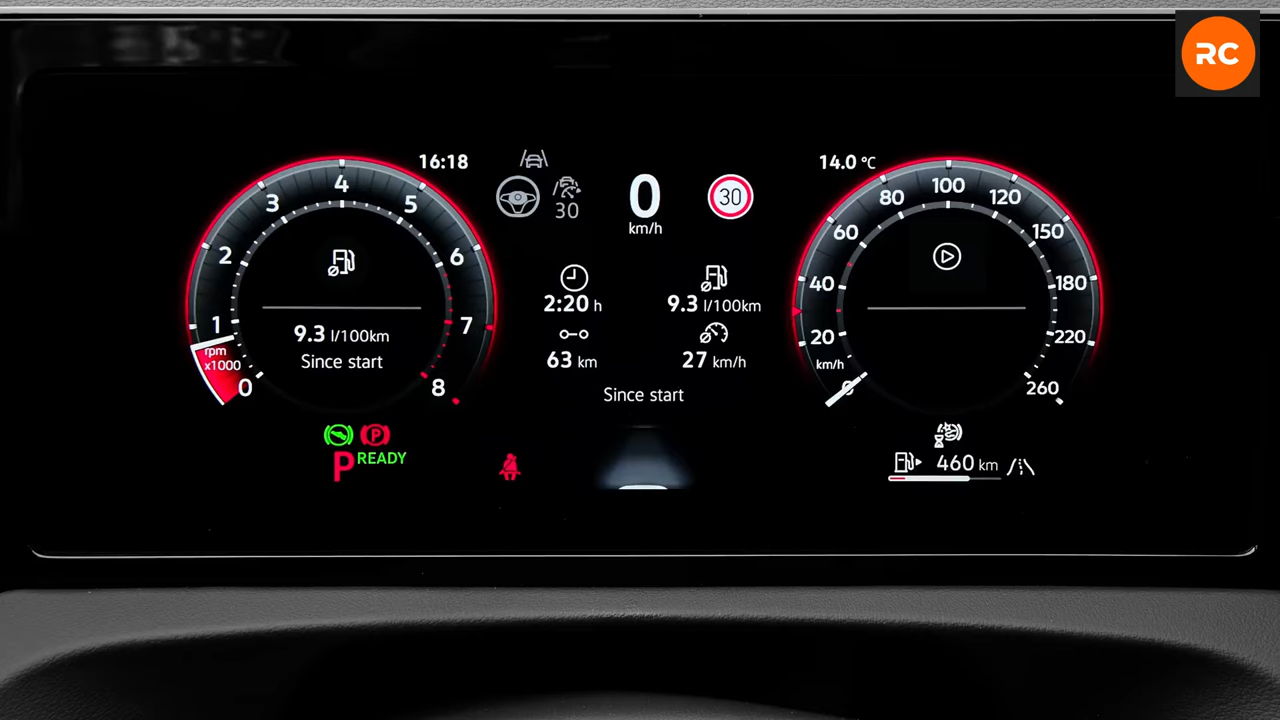 RC
16:18
14.0 °C
0
1
2
3
4
5
6
7
8
rpm
x1000
9.3 l/100km
Since start
30
0
km/h
30
2:20 h
9.3 l/100km
63 km
27 km/h
Since start
0
20
40
60
80
100
120
150
180
220
260
km/h
P
P READY
460 km